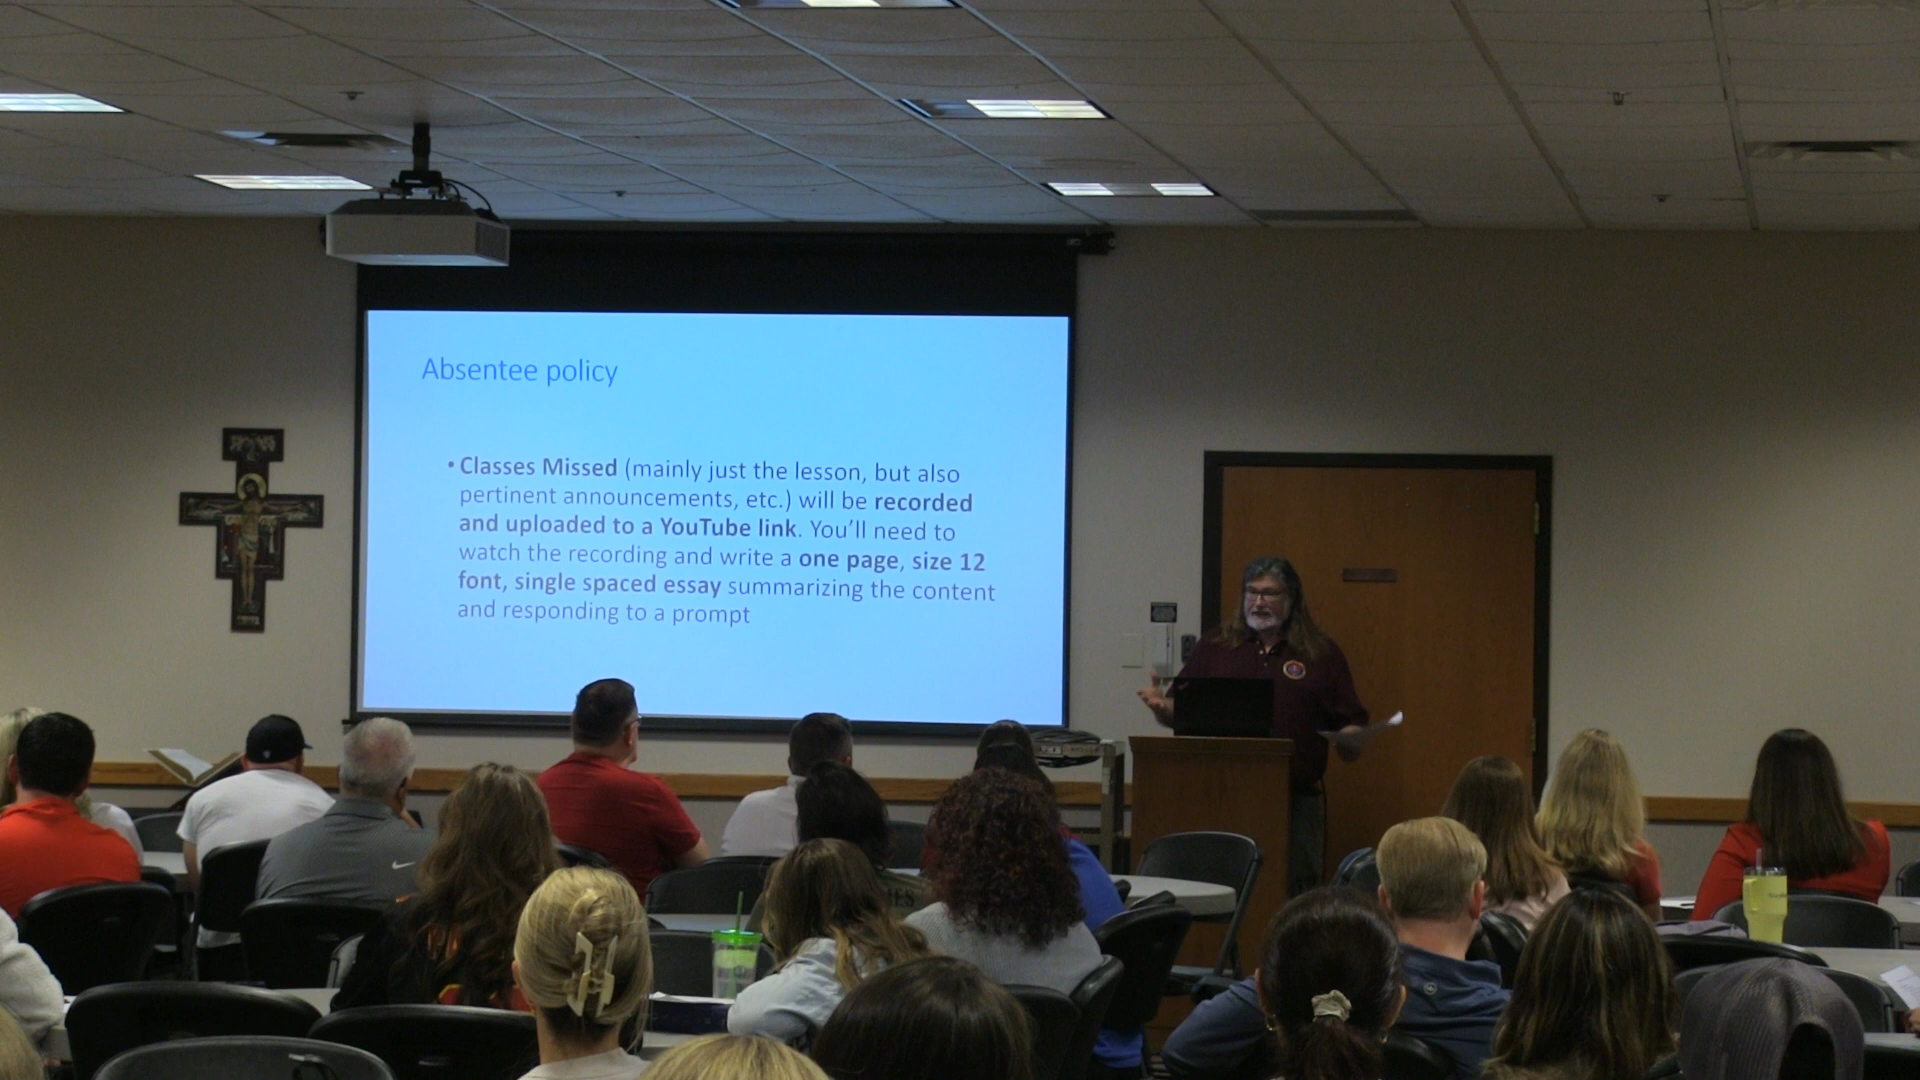 Absentee policy
• Classes Missed (mainly just the lesson, but also
pertinent announcements, etc.) will be recorded
and uploaded to a YouTube link. You’ll need to
watch the recording and write a one page, size 12
font, single spaced essay summarizing the content
and responding to a prompt